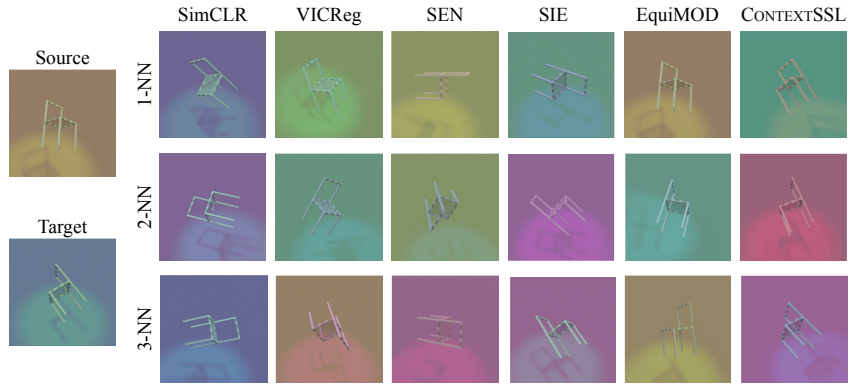 SimCLR VICReg SEN SIE EquiMOD CONTEXTSSL
Source
1-NN
2-NN
Target
3-NN